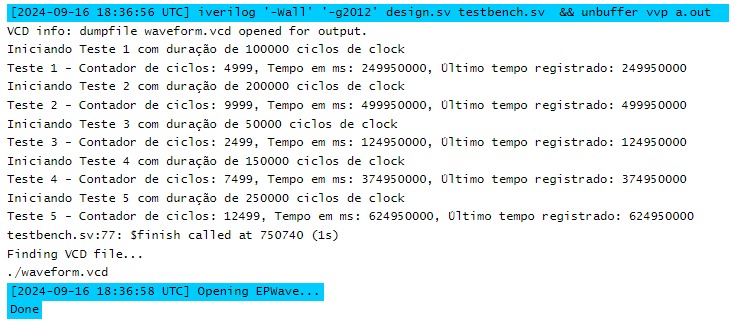 [2024-09-16 18:36:56 UTC] iverilog '-Wall' '-g2012' design.sv testbench.sv  && unbuffer vvp a.out
VCD info: dumpfile waveform.vcd opened for output.
Iniciando Teste 1 com duração de 100000 ciclos de clock
Teste 1 - Contador de ciclos: 4999, Tempo em ms: 249950000, Último tempo registrado: 249950000
Iniciando Teste 2 com duração de 200000 ciclos de clock
Teste 2 - Contador de ciclos: 9999, Tempo em ms: 499950000, Último tempo registrado: 499950000
Iniciando Teste 3 com duração de 50000 ciclos de clock
Teste 3 - Contador de ciclos: 2499, Tempo em ms: 124950000, Último tempo registrado: 124950000
Iniciando Teste 4 com duração de 150000 ciclos de clock
Teste 4 - Contador de ciclos: 7499, Tempo em ms: 374950000, Último tempo registrado: 374950000
Iniciando Teste 5 com duração de 250000 ciclos de clock
Teste 5 - Contador de ciclos: 12499, Tempo em ms: 624950000, Último tempo registrado: 624950000
testbench.sv:77: $finish called at 750740 (1s)
Finding VCD file...
./waveform.vcd
[2024-09-16 18:36:58 UTC] Opening EPWave...
Done